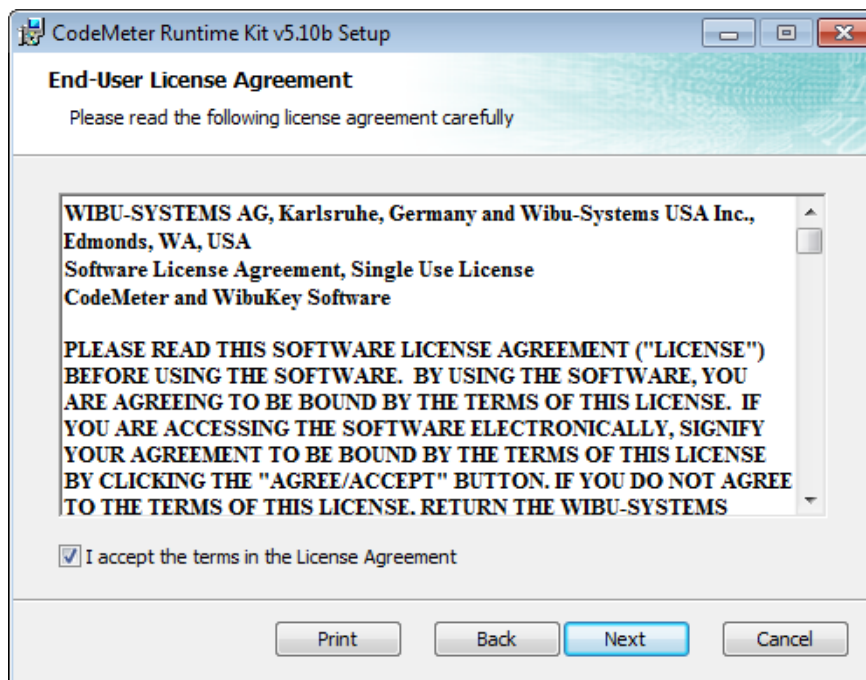 CodeMeter Runtime Kit v5.10b Setup
End-User License Agreement
Please read the following license agreement carefully
WIBU-SYSTEMS AG, Karlsruhe, Germany and Wibu-Systems USA Inc.,
Edmonds, WA, USA
Software License Agreement, Single Use License
CodeMeter and WibuKey Software
PLEASE READ THIS SOFTWARE LICENSE AGREEMENT ("LICENSE")
BEFORE USING THE SOFTWARE.  BY USING THE SOFTWARE, YOU
ARE AGREEING TO BE BOUND BY THE TERMS OF THIS LICENSE.  IF
YOU ARE ACCESSING THE SOFTWARE ELECTRONICALLY, SIGNIFY
YOUR AGREEMENT TO BE BOUND BY THE TERMS OF THIS LICENSE
BY CLICKING THE "AGREE/ACCEPT" BUTTON. IF YOU DO NOT AGREE
TO THE TERMS OF THIS LICENSE, RETURN THE WIBU-SYSTEMS
I accept the terms in the License Agreement
Print Back Next Cancel